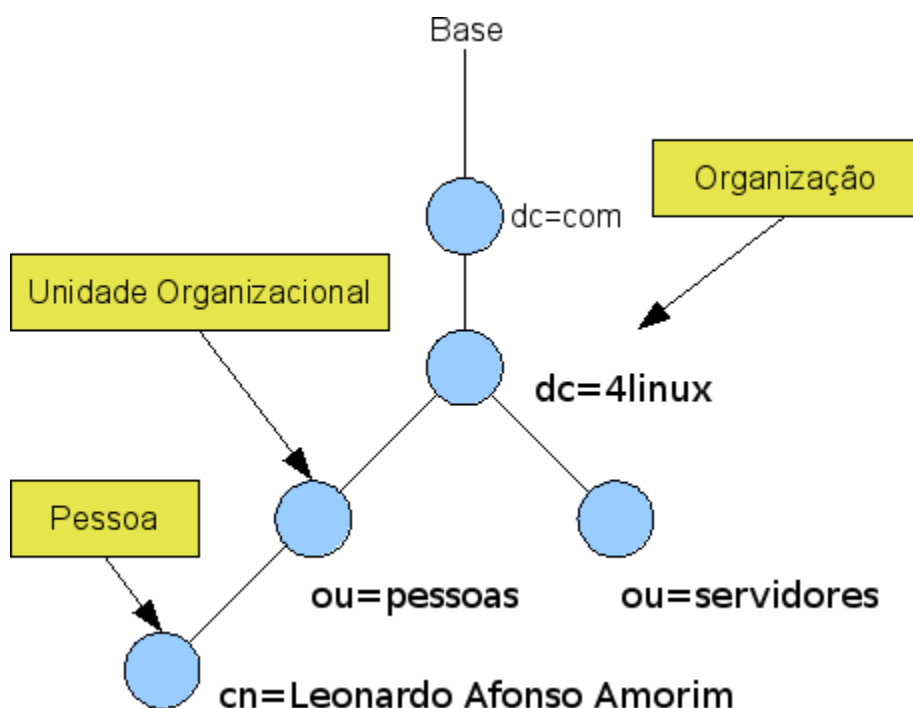 Base
Organização
dc=com
Unidade Organizacional
dc=4linux
Pessoa
ou=pessoas
ou=servidores
cn=Leonardo Afonso Amorim